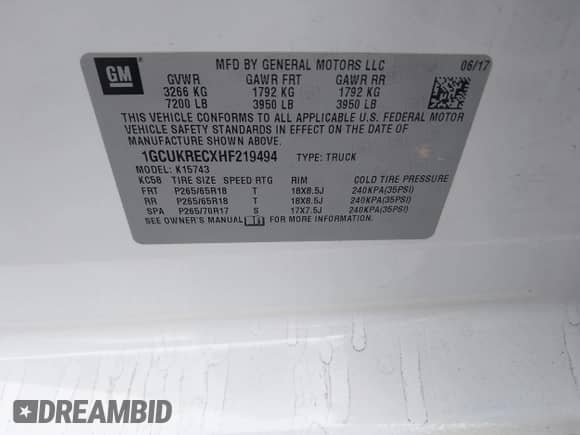 GM
MFD BY GENERAL MOTORS LLC 06/17
GVWR GAWR FRT GAWR RR
3266 KG 1792 KG 1792 KG
7200 LB 3950 LB 3950 LB
THIS VEHICLE CONFORMS TO ALL APPLICABLE U.S. FEDERAL MOTOR
VEHICLE SAFETY STANDARDS IN EFFECT ON THE DATE OF
MANUFACTURE SHOWN ABOVE.
1GCUKRECXHF219494 TYPE: TRUCK
MODEL: K15743
KC58 TIRE SIZE SPEED RTG RIM COLD TIRE PRESSURE
FRT P265/65R18 T 18X8.5J 240KPA(35PSI)
RR P265/65R18 T 18X8.5J 240KPA(35PSI)
SPA P265/70R17 S 17X7.5J 240KPA(35PSI)
SEE OWNER'S MANUAL FOR MORE INFORMATION.
DREAMBID